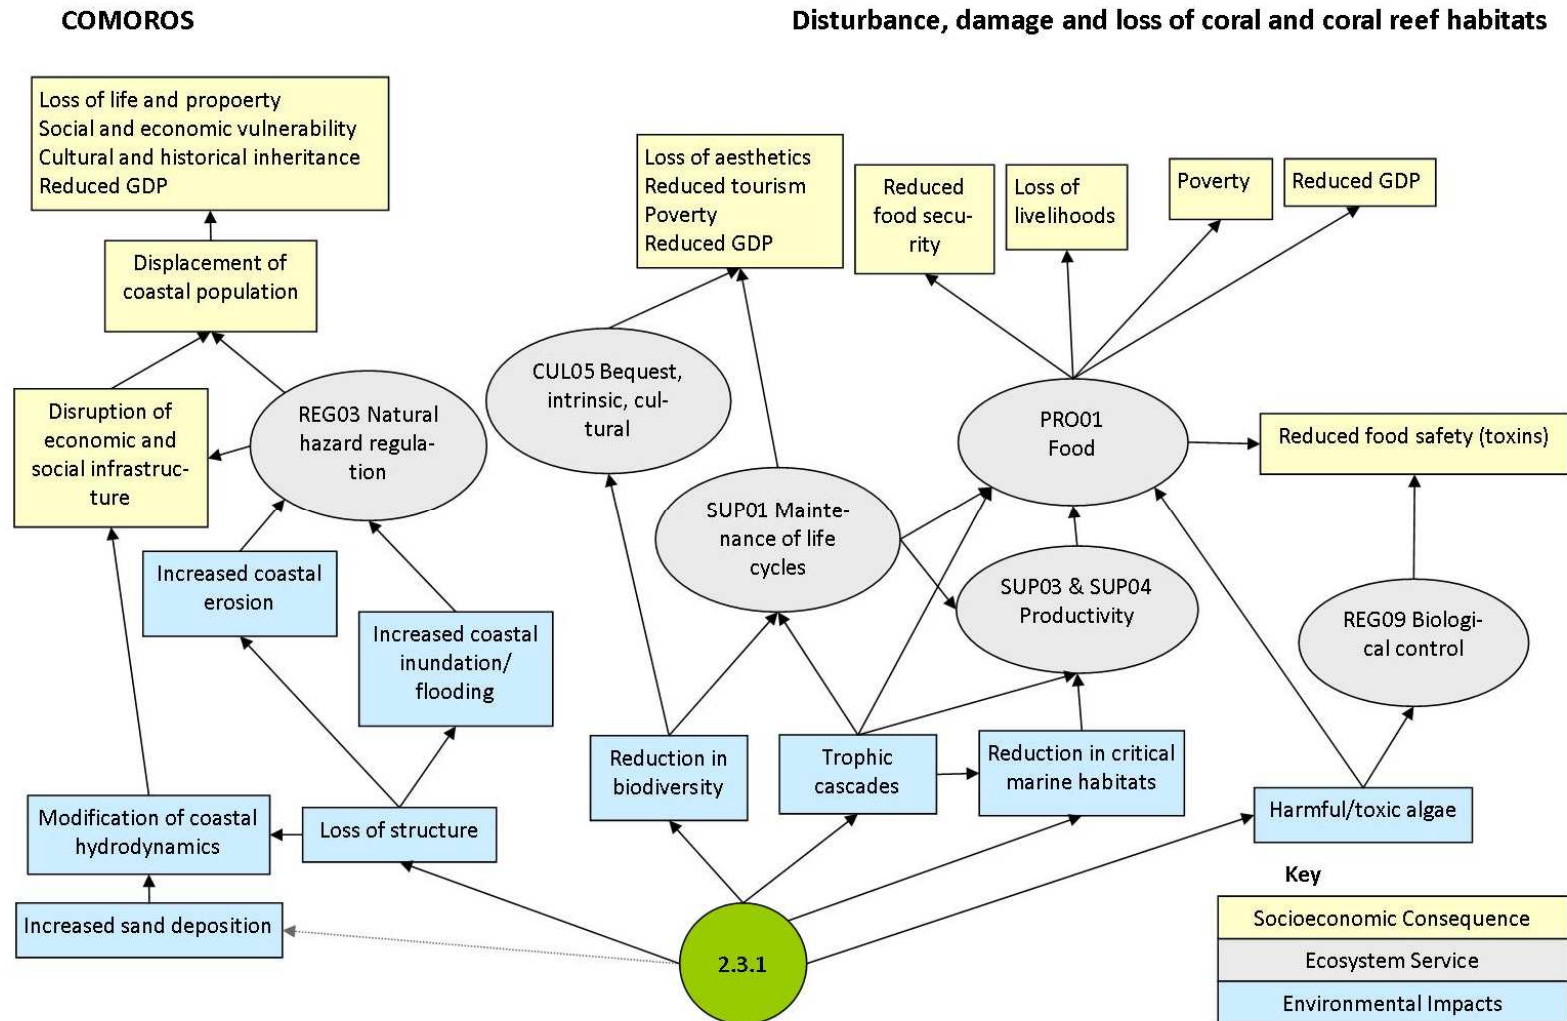 COMOROS
Disturbance, damage and loss of coral and coral reef habitats
Loss of life and propoerty
Social and economic vulnerability
Cultural and historical inheritance
Reduced GDP
Displacement of
coastal population
Disruption of
economic and
social infrastruc-
ture
REG03 Natural
hazard regula-
tion
Increased coastal
erosion
Increased coastal
inundation/
flooding
Modification of coastal
hydrodynamics
Loss of structure
Increased sand deposition
Loss of aesthetics
Reduced tourism
Poverty
Reduced GDP
CUL05 Bequest,
intrinsic, cul-
tural
SUP01 Mainte-
nance of life
cycles
Reduction in
biodiversity
Trophic
cascades
Reduction in critical
marine habitats
2.3.1
Reduced
food secu-
rity
Loss of
livelihoods
Poverty
Reduced GDP
PRO01
Food
SUP03 & SUP04
Productivity
Reduced food safety (toxins)
REG09 Biologi-
cal control
Harmful/toxic algae
Key
Socioeconomic Consequence
Ecosystem Service
Environmental Impacts